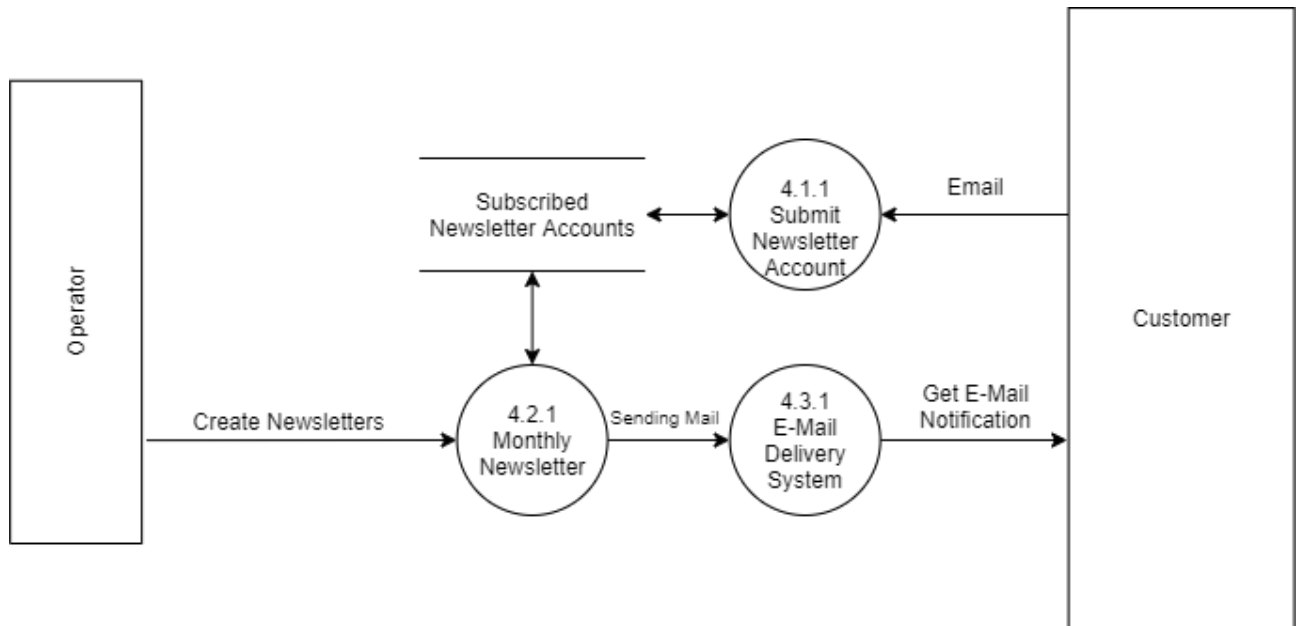 Operator
Create Newsletters
Subscribed
Newsletter Accounts
4.1.1
Submit
Newsletter
Account
Email
4.2.1
Monthly
Newsletter
Sending Mail
4.3.1
E-Mail
Delivery
System
Get E-Mail
Notification
Customer